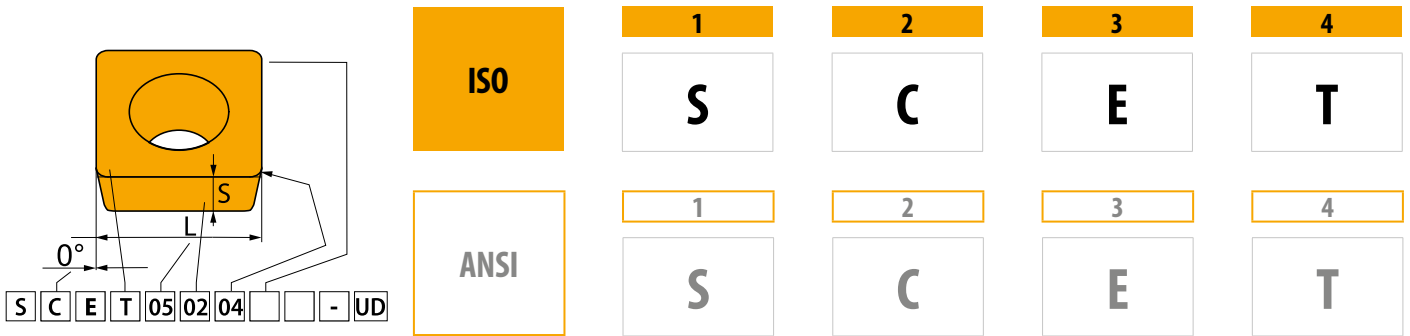 1 2 3 4
ISO S C E T
S
L
0°
1 2 3 4
ANSI S C E T
S C E T 05 02 04 - UD